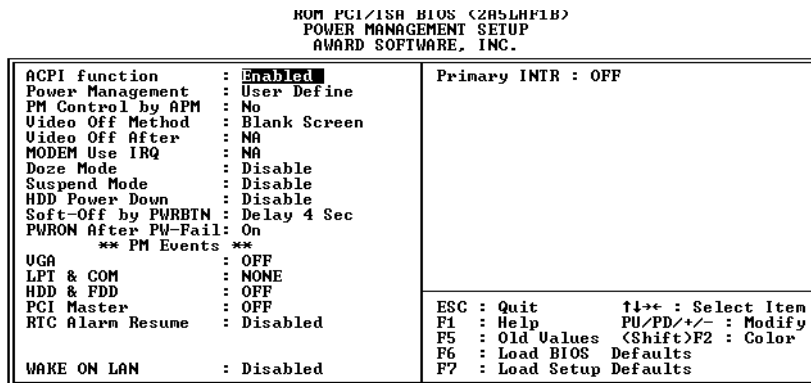 ROM PCI/ISA BIOS (2A5LHF1B)
POWER MANAGEMENT SETUP
AWARD SOFTWARE, INC.
ACPI function : Enabled
Power Management : User Define
PM Control by APM : No
Video Off Method : Blank Screen
Video Off After : NA
MODEM Use IRQ : NA
Doze Mode : Disable
Suspend Mode : Disable
HDD Power Down : Disable
Soft-Off by PWRBTN : Delay 4 Sec
PWRON After PW-Fail: On
** PM Events **
VGA : OFF
LPT & COM : NONE
HDD & FDD : OFF
PCI Master : OFF
RTC Alarm Resume : Disabled
WAKE ON LAN : Disabled
Primary INTR : OFF
ESC : Quit ↑↓→← : Select Item
F1 : Help PU/PD/+/- : Modify
F5 : Old Values (Shift)F2 : Color
F6 : Load BIOS Defaults
F7 : Load Setup Defaults